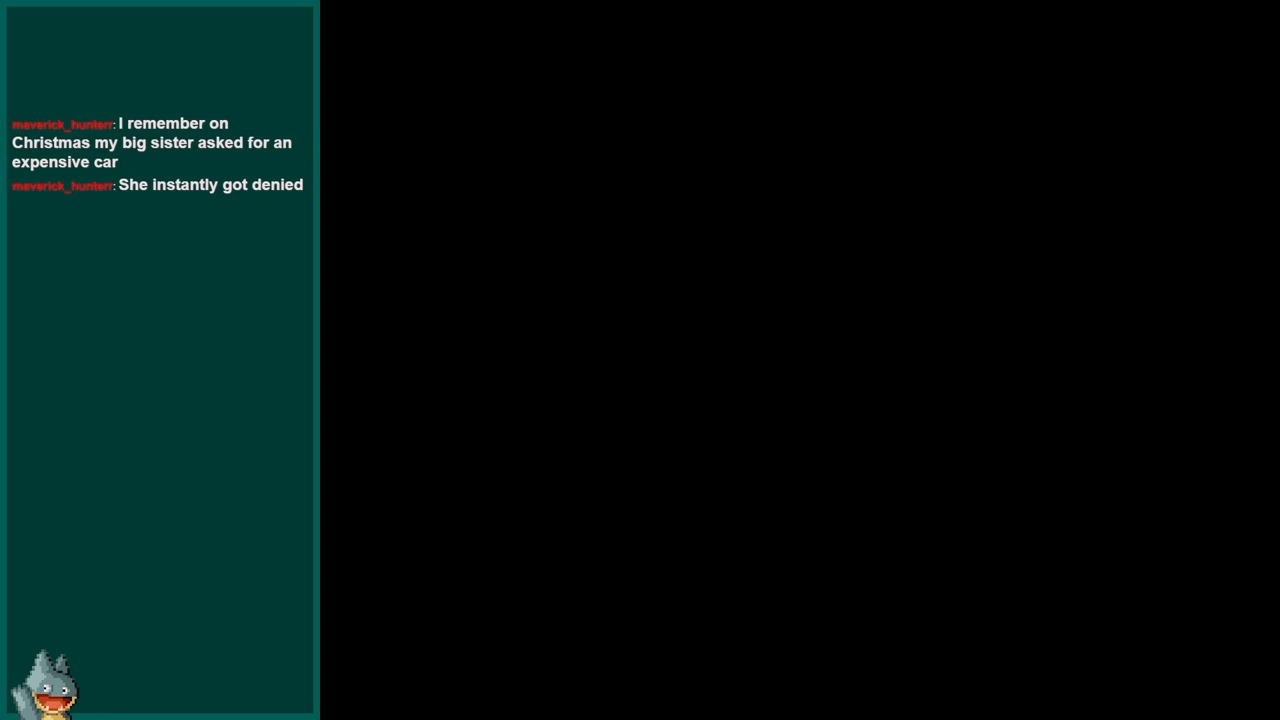 maverick_hunterr: I remember on
Christmas my big sister asked for an
expensive car
maverick_hunterr: She instantly got denied